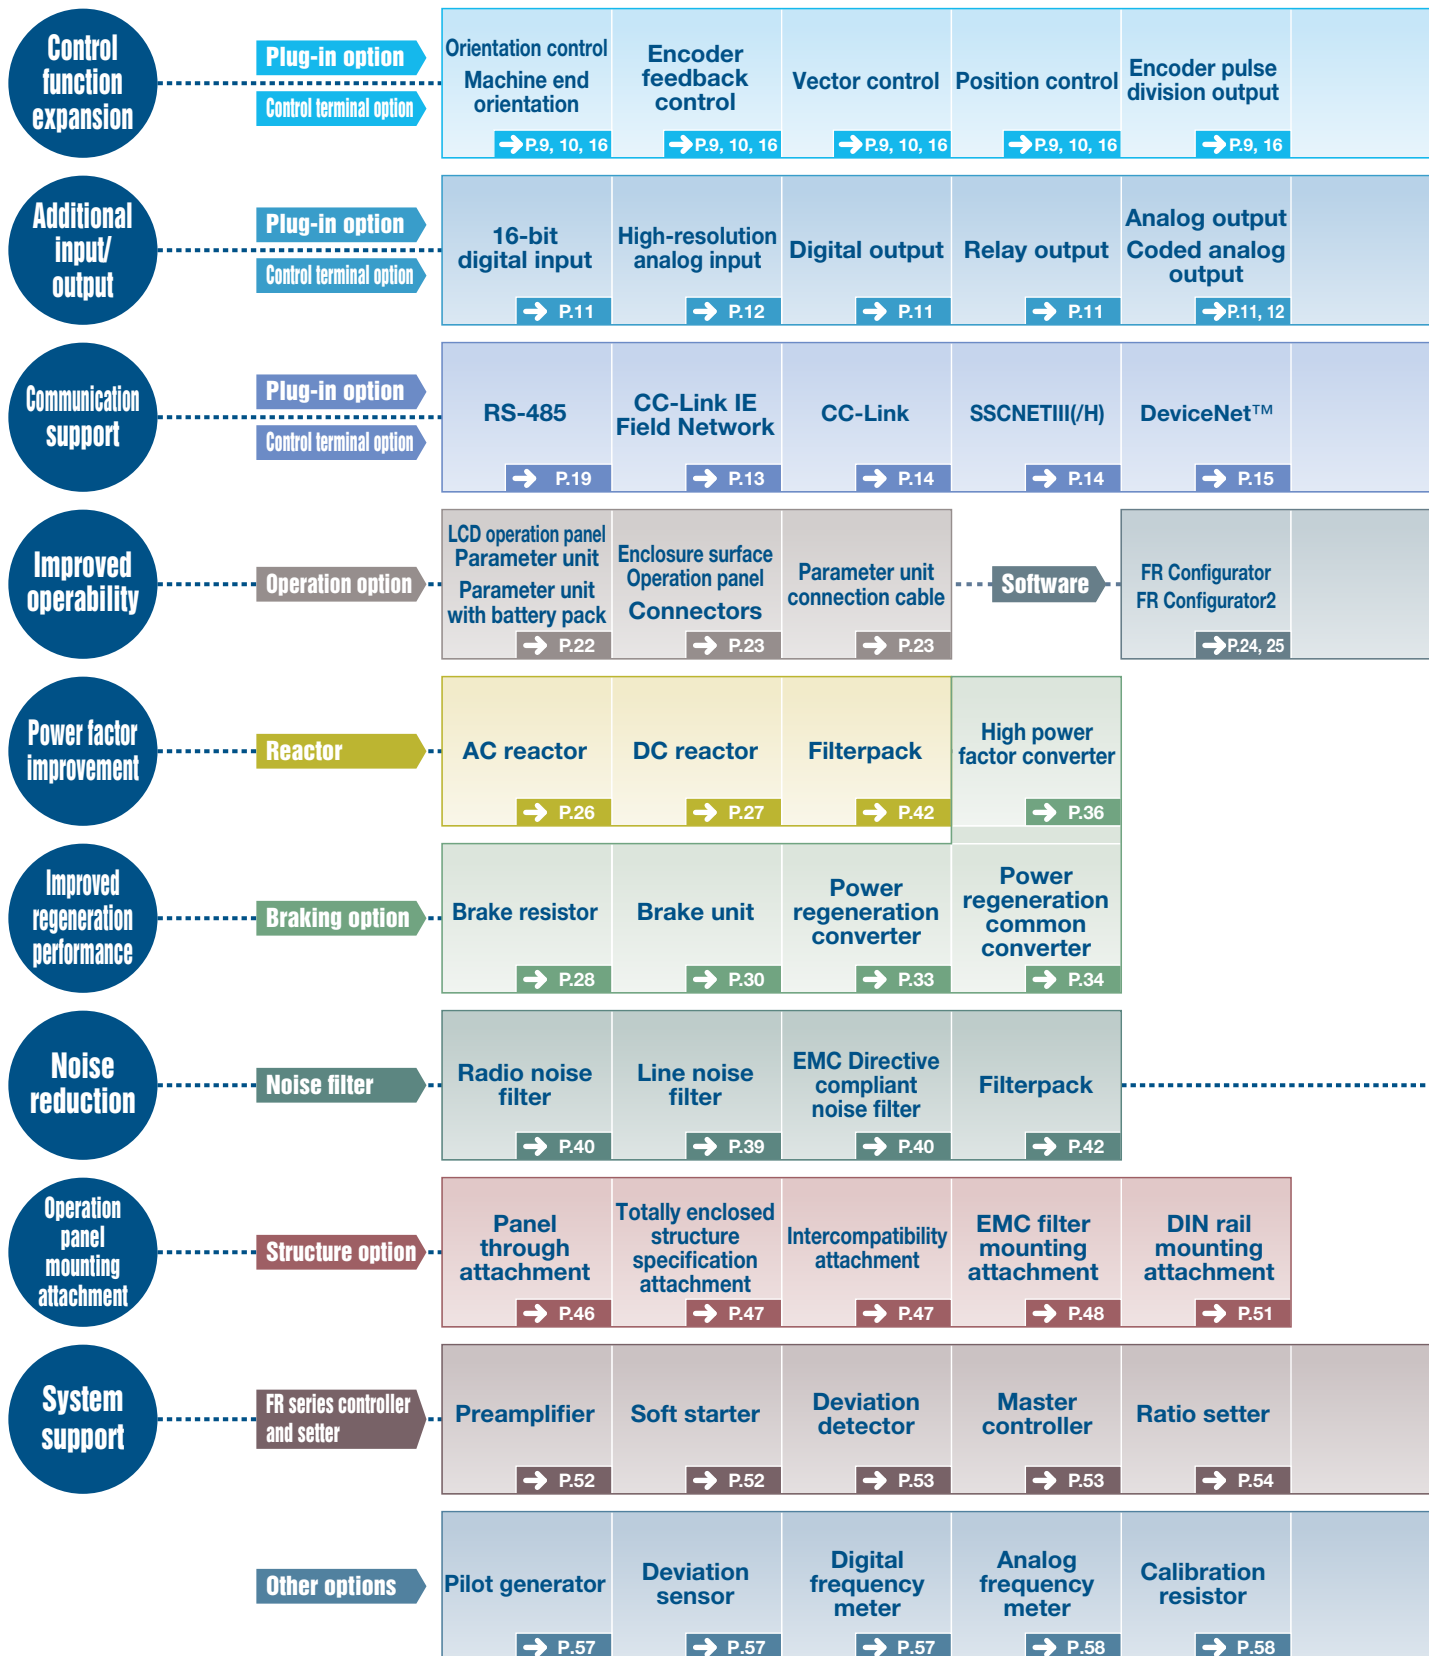 Control
function
expansion
Plug-in option
Control terminal option
Orientation control
Machine end
orientation
→P.9, 10, 16
Encoder
feedback
control
→P.9, 10, 16
Vector control
→P.9, 10, 16
Position control
→P.9, 10, 16
Encoder pulse
division output
→P.9, 16
Additional
input/
output
Plug-in option
Control terminal option
16-bit
digital input
→ P.11
High-resolution
analog input
→ P.12
Digital output
→ P.11
Relay output
→ P.11
Analog output
Coded analog
output
→P.11, 12
Communication
support
Plug-in option
Control terminal option
RS-485
→ P.19
CC-Link IE
Field Network
→ P.13
CC-Link
→ P.14
SSCNETIII(/H)
→ P.14
DeviceNet™
→ P.15
Improved
operability
Operation option
LCD operation panel
Parameter unit
Parameter unit
with battery pack
→ P.22
Enclosure surface
Operation panel
Connectors
→ P.23
Parameter unit
connection cable
→ P.23
Software
FR Configurator
FR Configurator2
→P.24, 25
Power factor
improvement
Reactor
AC reactor
→ P.26
DC reactor
→ P.27
Filterpack
→ P.42
High power
factor converter
→ P.36
Improved
regeneration
performance
Braking option
Brake resistor
→ P.28
Brake unit
→ P.30
Power
regeneration
converter
→ P.33
Power
regeneration
common
converter
→ P.34
Noise
reduction
Noise filter
Radio noise
filter
→ P.40
Line noise
filter
→ P.39
EMC Directive
compliant
noise filter
→ P.40
Filterpack
→ P.42
Operation
panel
mounting
attachment
Structure option
Panel
through
attachment
→ P.46
Totally enclosed
structure
specification
attachment
→ P.47
Intercompatibility
attachment
→ P.47
EMC filter
mounting
attachment
→ P.48
DIN rail
mounting
attachment
→ P.51
System
support
FR series controller
and setter
Preamplifier
→ P.52
Soft starter
→ P.52
Deviation
detector
→ P.53
Master
controller
→ P.53
Ratio setter
→ P.54
Other options
Pilot generator
→ P.57
Deviation
sensor
→ P.57
Digital
frequency
meter
→ P.57
Analog
frequency
meter
→ P.58
Calibration
resistor
→ P.58